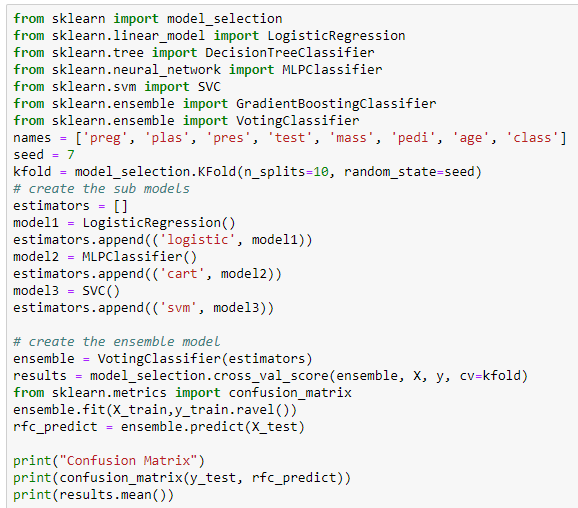 from sklearn import model_selection
from sklearn.linear_model import LogisticRegression
from sklearn.tree import DecisionTreeClassifier
from sklearn.neural_network import MLPClassifier
from sklearn.svm import SVC
from sklearn.ensemble import GradientBoostingClassifier
from sklearn.ensemble import VotingClassifier
names = ['preg', 'plas', 'pres', 'test', 'mass', 'pedi', 'age', 'class']
seed = 7
kfold = model_selection.KFold(n_splits=10, random_state=seed)
# create the sub models
estimators = []
model1 = LogisticRegression()
estimators.append(('logistic', model1))
model2 = MLPClassifier()
estimators.append(('cart', model2))
model3 = SVC()
estimators.append(('svm', model3))

# create the ensemble model
ensemble = VotingClassifier(estimators)
results = model_selection.cross_val_score(ensemble, X, y, cv=kfold)
from sklearn.metrics import confusion_matrix
ensemble.fit(X_train,y_train.ravel())
rfc_predict = ensemble.predict(X_test)

print("Confusion Matrix")
print(confusion_matrix(y_test, rfc_predict))
print(results.mean())